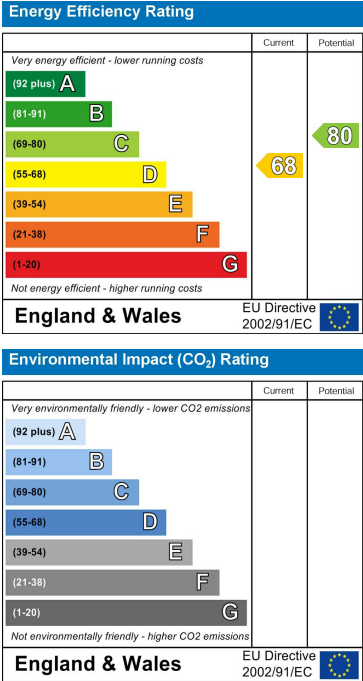 Energy Efficiency Rating
Current Potential
Very energy efficient - lower running costs
(92 plus) A
(81-91) B
(69-80) C
(55-68) D
(39-54) E
(21-38) F
(1-20) G
68
80
Not energy efficient - higher running costs
England & Wales
EU Directive
2002/91/EC
Environmental Impact (CO₂) Rating
Current Potential
Very environmentally friendly - lower CO2 emissions
(92 plus) A
(81-91) B
(69-80) C
(55-68) D
(39-54) E
(21-38) F
(1-20) G
Not environmentally friendly - higher CO2 emissions
England & Wales
EU Directive
2002/91/EC